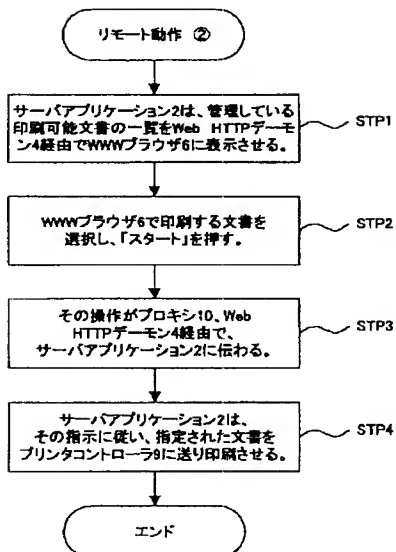 リモート動作 ②
サーバアプリケーション2は、管理している
印刷可能文書の一覧をWeb HTTPデーモ
ン4経由でWWWブラウザ6に表示させる。
STP1
WWWブラウザ6で印刷する文書を
選択し、「スタート」を押す。
STP2
その操作がプロキシ10、Web
HTTPデーモン4経由で、
サーバアプリケーション2に伝わる。
STP3
サーバアプリケーション2は、
その指示に従い、指定された文書を
プリンタコントローラ9に送り印刷させる。
STP4
エンド